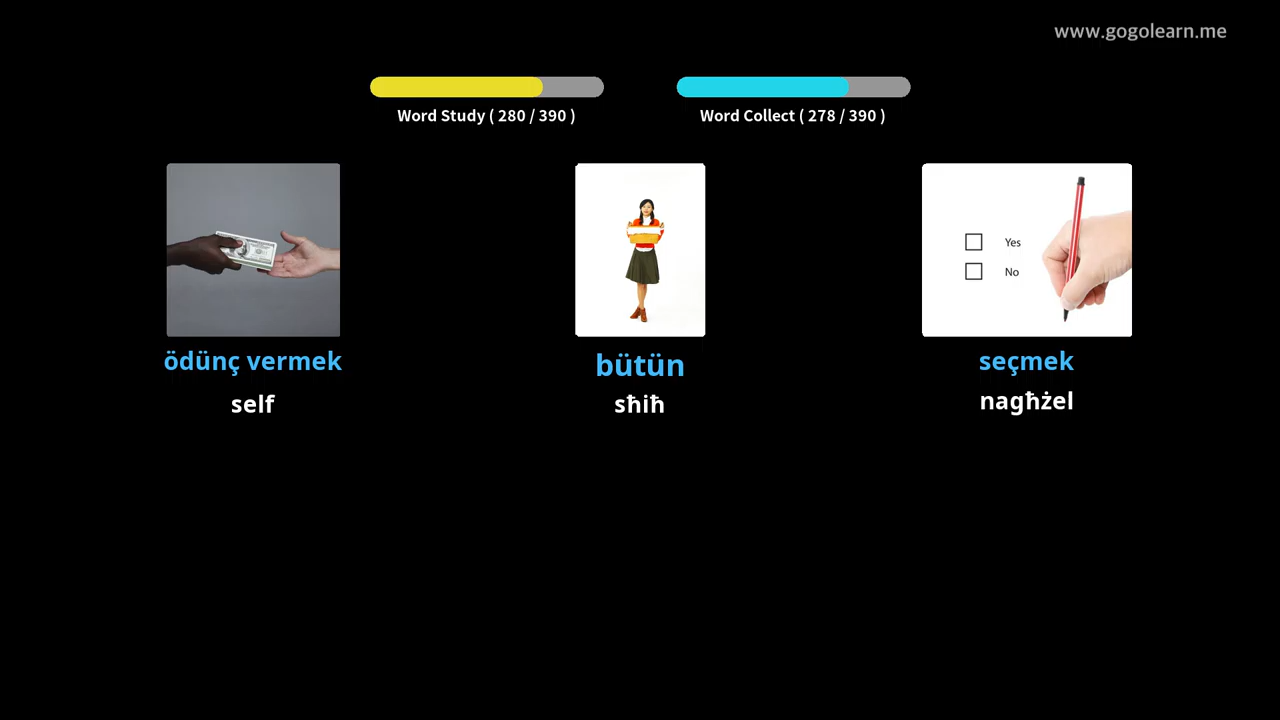 www.gogolearn.me
Word Study ( 280 / 390 )
Word Collect ( 278 / 390 )
Yes
No
ödünç vermek
bütün
seçmek
self
sħiħ
nagħżel